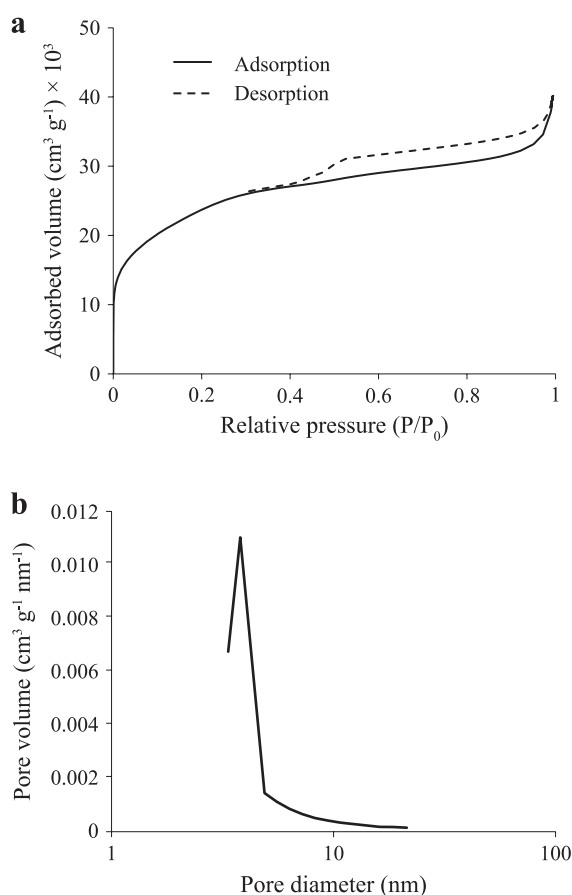 a
Adsorbed volume (cm³ g⁻¹) × 10³
50
40
30
20
10
0
Adsorption
Desorption
0 0.2 0.4 0.6 0.8 1
Relative pressure (P/P₀)
b
Pore volume (cm³ g⁻¹ nm⁻¹)
0.012
0.010
0.008
0.006
0.004
0.002
0
1 10 100
Pore diameter (nm)